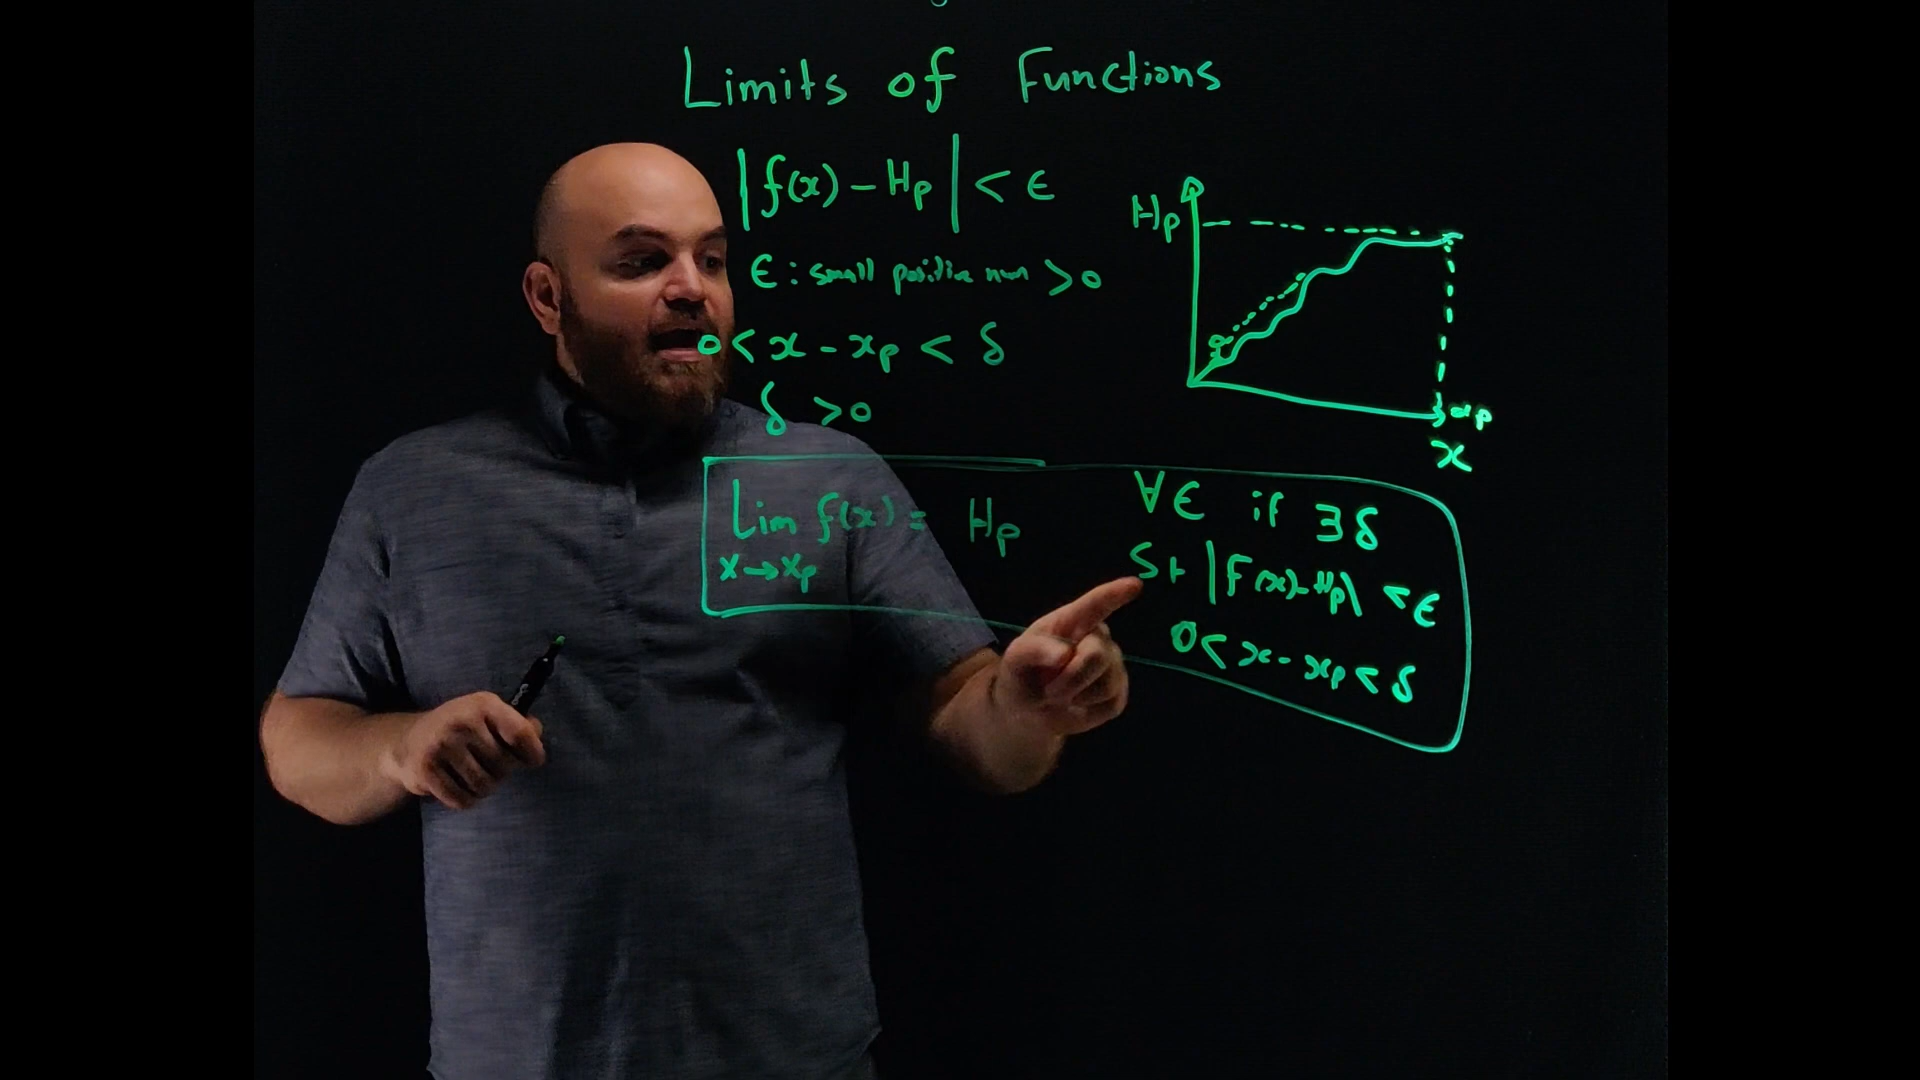 Limits of Functions
|f(x) - Hp| < ϵ
ϵ : small positive num > 0
0 < x - xp < δ
δ > 0
Hp
xp
x
Lim f(x) = Hp
x→xp
∀ϵ if ∃δ
St |F(x) - Hp| < ϵ
0 < x - xp < δ